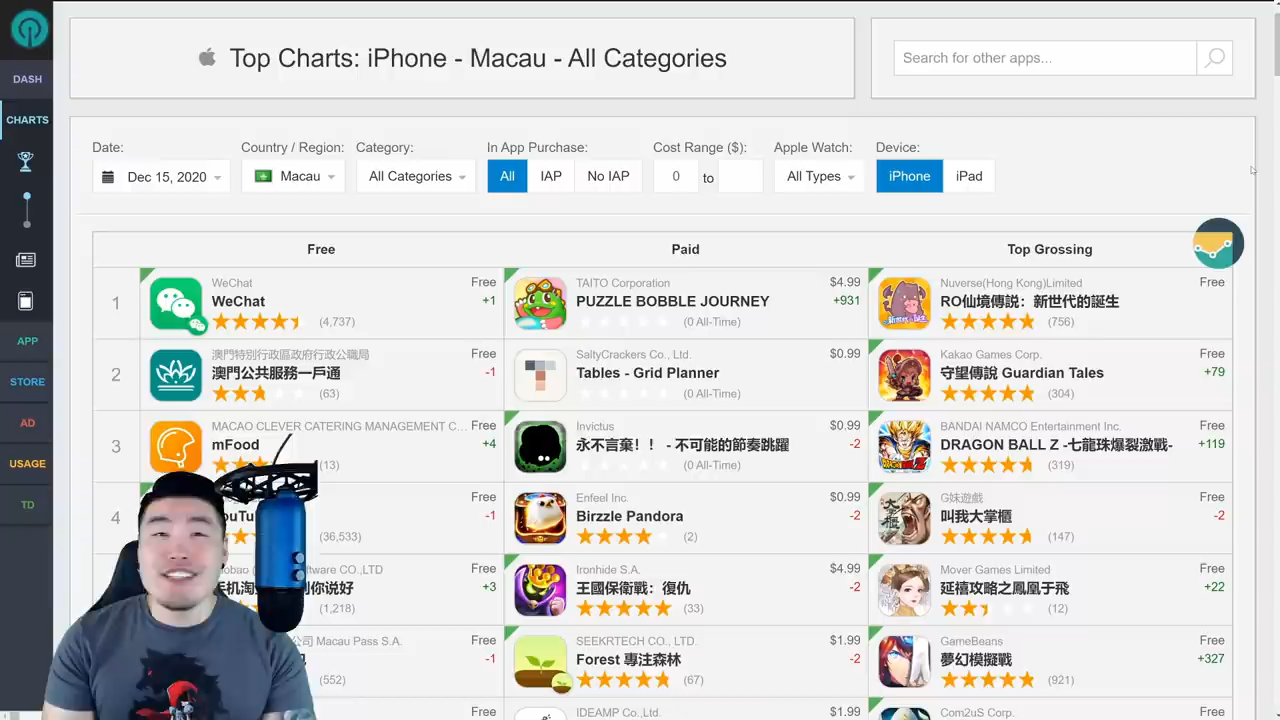 Top Charts: iPhone - Macau - All Categories
Search for other apps...
DASH
CHARTS
APP
STORE
AD
USAGE
TD
Date:
Country / Region:
Category:
In App Purchase:
Cost Range ($):
Apple Watch:
Device:
Dec 15, 2020
Macau
All Categories
All
IAP
No IAP
0
to
All Types
iPhone
iPad
Free
Paid
Top Grossing
1
WeChat
Free
WeChat
+1
(4,737)
TAITO Corporation
$4.99
PUZZLE BOBBLE JOURNEY
+931
(0 All-Time)
Nuverse(Hong Kong)Limited
Free
RO仙境傳說：新世代的誕生
(756)
2
澳門特別行政區政府行政公職局
Free
澳門公共服務一戶通
-1
(63)
SaltyCrackers Co., Ltd.
$0.99
Tables - Grid Planner
(0 All-Time)
Kakao Games Corp.
Free
守望傳說 Guardian Tales
+79
(304)
3
MACAO CLEVER CATERING MANAGEMENT C...
Free
mFood
+4
(13)
Invictus
$0.99
永不言棄！！ - 不可能的節奏跳躍
-2
(0 All-Time)
BANDAI NAMCO Entertainment Inc.
Free
DRAGON BALL Z -七龍珠爆裂激戰-
+119
(319)
4
Free
-1
(36,533)
Enfeel Inc.
$0.99
Birzzle Pandora
-2
(2)
G妹遊戲
Free
叫我大掌櫃
-2
(147)
CO.,LTD
Free
你说好
+3
(1,218)
Ironhide S.A.
$4.99
王國保衛戰：復仇
-2
(33)
Mover Games Limited
Free
延禧攻略之鳳凰于飛
+22
(12)
公司 Macau Pass S.A.
Free
-1
(552)
SEEKRTECH CO., LTD.
$1.99
Forest 專注森林
-2
(67)
GameBeans
Free
夢幻模擬戰
+327
(921)
Free
IDEAMP Co.,Ltd.
$1.99
Com2uS Corp.
Free